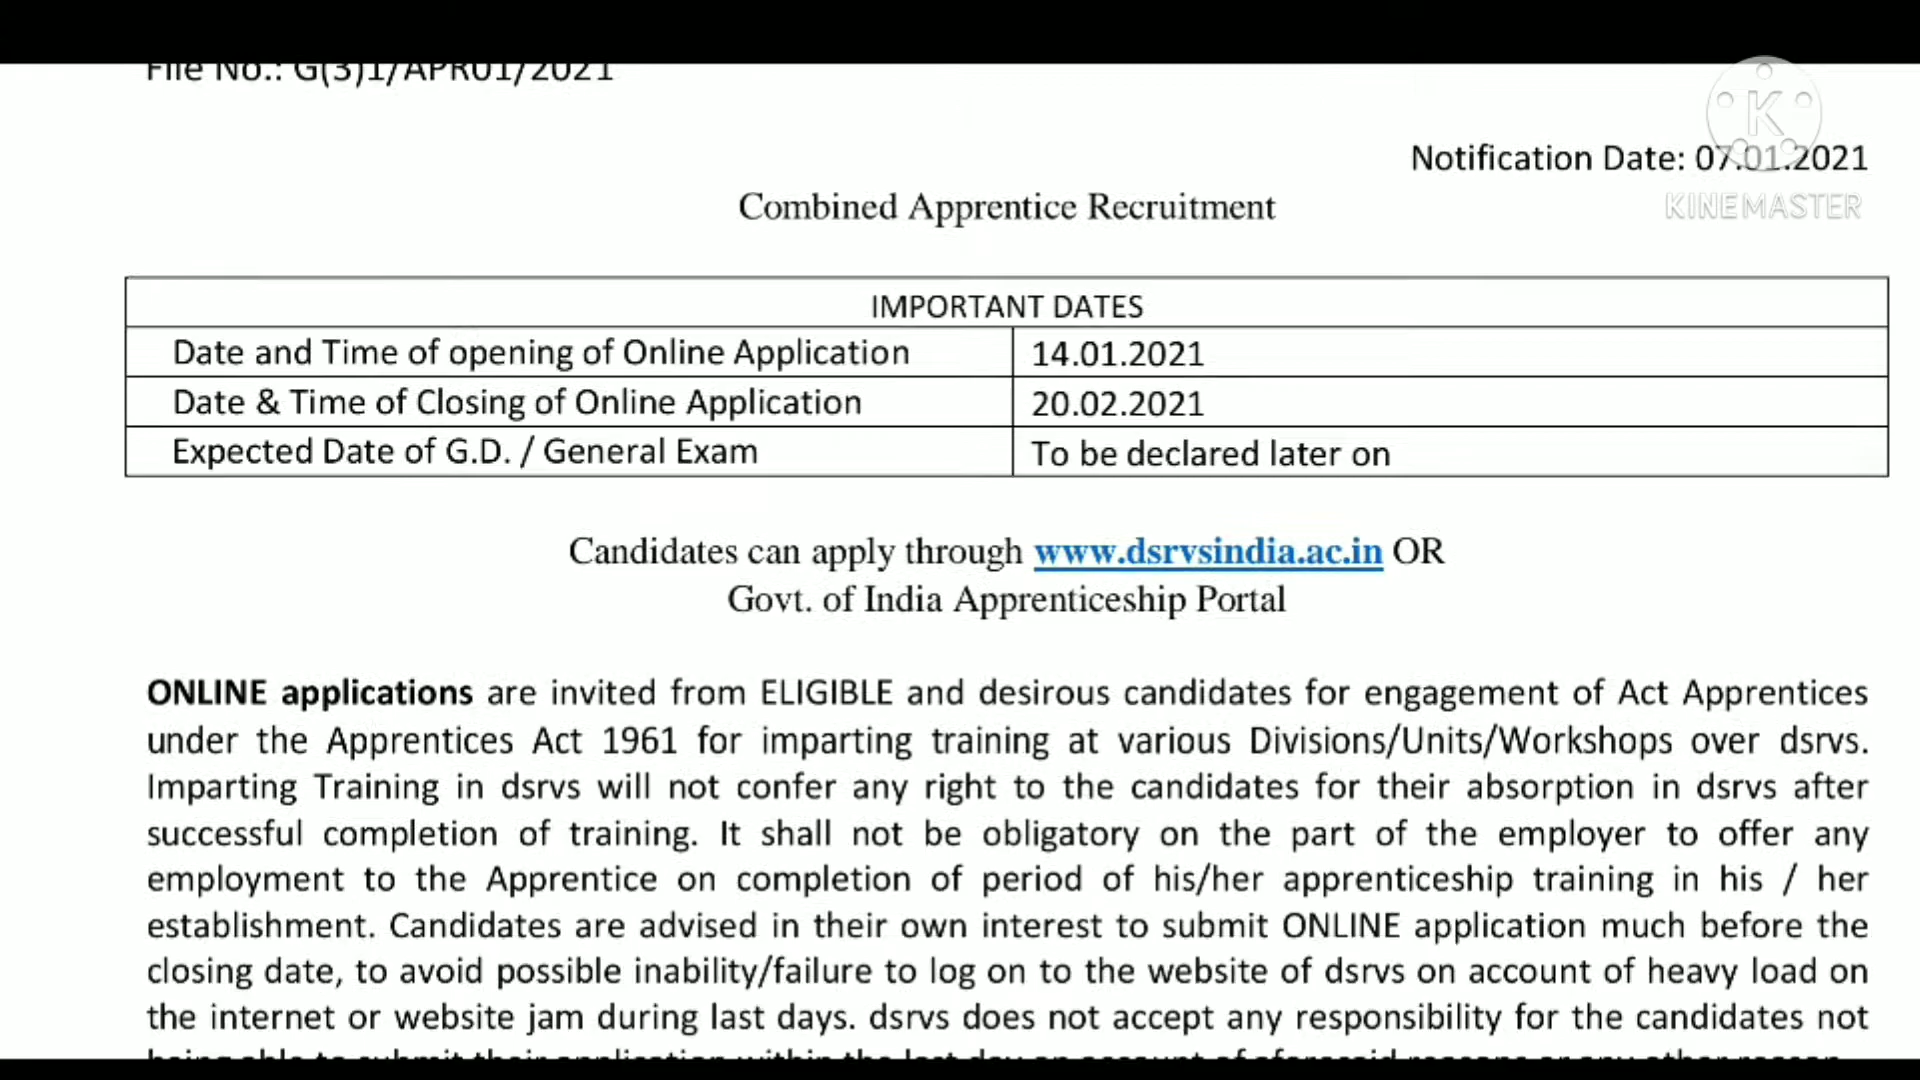 File No.: G(3)1/APR01/2021
Notification Date: 07.01.2021
KINEMASTER
Combined Apprentice Recruitment
IMPORTANT DATES
Date and Time of opening of Online Application 14.01.2021
Date & Time of Closing of Online Application 20.02.2021
Expected Date of G.D. / General Exam To be declared later on
Candidates can apply through www.dsrvsindia.ac.in OR
Govt. of India Apprenticeship Portal
ONLINE applications are invited from ELIGIBLE and desirous candidates for engagement of Act Apprentices
under the Apprentices Act 1961 for imparting training at various Divisions/Units/Workshops over dsrvs.
Imparting Training in dsrvs will not confer any right to the candidates for their absorption in dsrvs after
successful completion of training. It shall not be obligatory on the part of the employer to offer any
employment to the Apprentice on completion of period of his/her apprenticeship training in his / her
establishment. Candidates are advised in their own interest to submit ONLINE application much before the
closing date, to avoid possible inability/failure to log on to the website of dsrvs on account of heavy load on
the internet or website jam during last days. dsrvs does not accept any responsibility for the candidates not